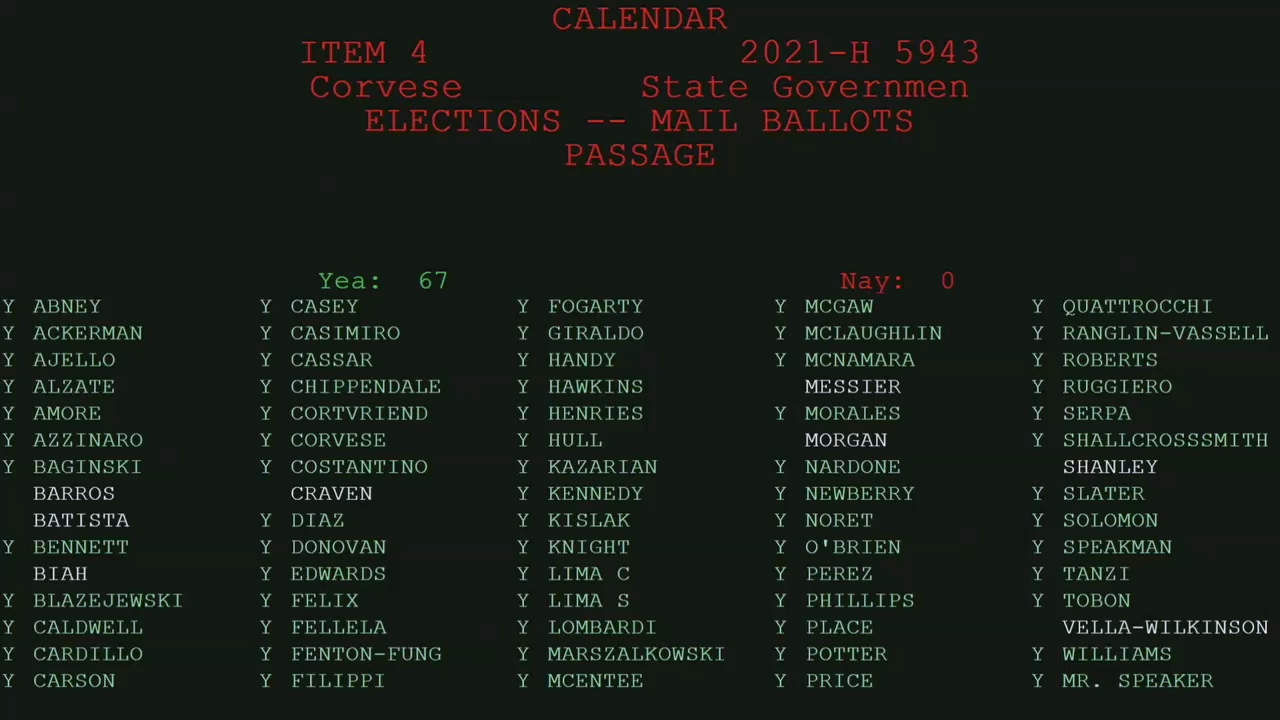 CALENDAR
ITEM 4 2021-H 5943
Corvese State Governmen
ELECTIONS -- MAIL BALLOTS
PASSAGE
Yea: 67 Nay: 0
Y ABNEY Y CASEY Y FOGARTY Y MCGAW Y QUATTROCCHI
Y ACKERMAN Y CASIMIRO Y GIRALDO Y MCLAUGHLIN Y RANGLIN-VASSELL
Y AJELLO Y CASSAR Y HANDY Y MCNAMARA Y ROBERTS
Y ALZATE Y CHIPPENDALE Y HAWKINS MESSIER Y RUGGIERO
Y AMORE Y CORTVRIEND Y HENRIES Y MORALES Y SERPA
Y AZZINARO Y CORVESE Y HULL MORGAN Y SHALLCROSSSMITH
Y BAGINSKI Y COSTANTINO Y KAZARIAN Y NARDONE SHANLEY
BARROS CRAVEN Y KENNEDY Y NEWBERRY Y SLATER
BATISTA Y DIAZ Y KISLAK Y NORET Y SOLOMON
Y BENNETT Y DONOVAN Y KNIGHT Y O'BRIEN Y SPEAKMAN
BIAH Y EDWARDS Y LIMA C Y PEREZ Y TANZI
Y BLAZEJEWSKI Y FELIX Y LIMA S Y PHILLIPS Y TOBON
Y CALDWELL Y FELLELA Y LOMBARDI Y PLACE VELLA-WILKINSON
Y CARDILLO Y FENTON-FUNG Y MARSZALKOWSKI Y POTTER Y WILLIAMS
Y CARSON Y FILIPPI Y MCENTEE Y PRICE Y MR. SPEAKER